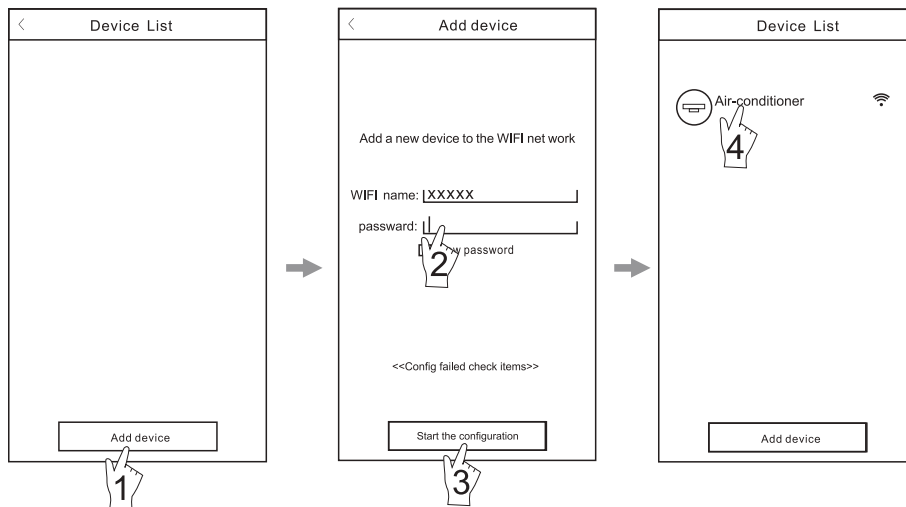 Device List
Add device
1
Add device
Add a new device to the WIFI net work
WIFI name: XXXXX
passward:
2
w password
<<Config failed check items>>
Start the configuration
3
Device List
Air-conditioner
4
Add device